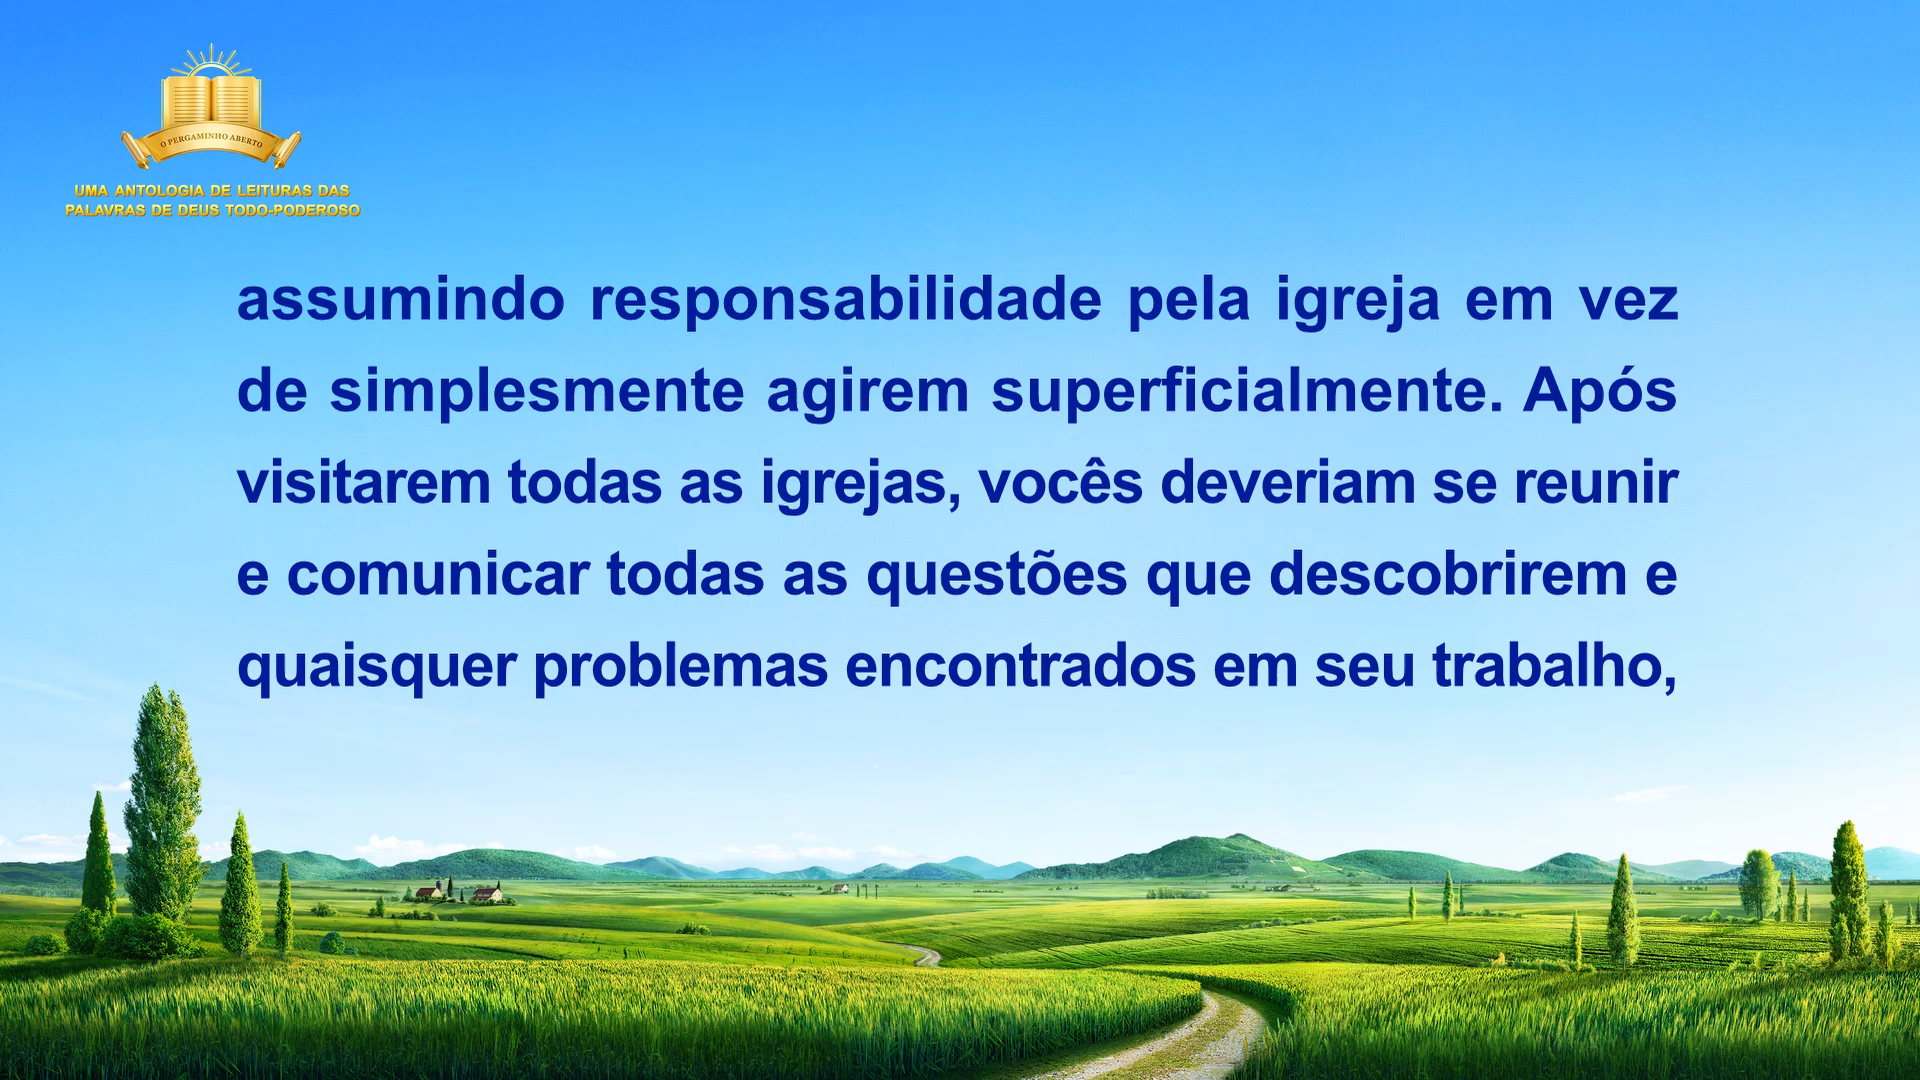 O PERGAMINHO ABERTO
UMA ANTOLOGIA DE LEITURAS DAS
PALAVRAS DE DEUS TODO-PODEROSO
assumindo responsabilidade pela igreja em vez
de simplesmente agirem superficialmente. Após
visitarem todas as igrejas, vocês deveriam se reunir
e comunicar todas as questões que descobrirem e
quaisquer problemas encontrados em seu trabalho,